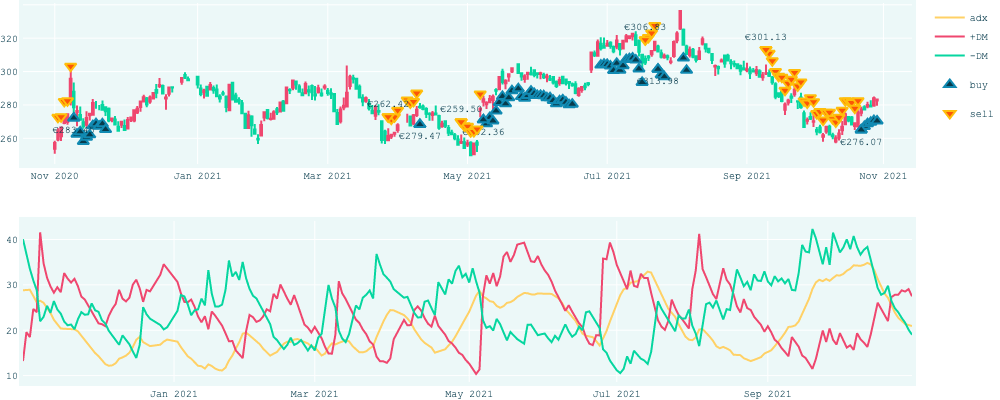 adx
+DM
-DM
buy
sell
320
300
280
260
€306.83
€301.13
€262.42
€279.47
€259.50
€276.07
Nov 2020
Jan 2021
Mar 2021
May 2021
Jul 2021
Sep 2021
Nov 2021
40
30
20
10
Jan 2021
Mar 2021
May 2021
Jul 2021
Sep 2021